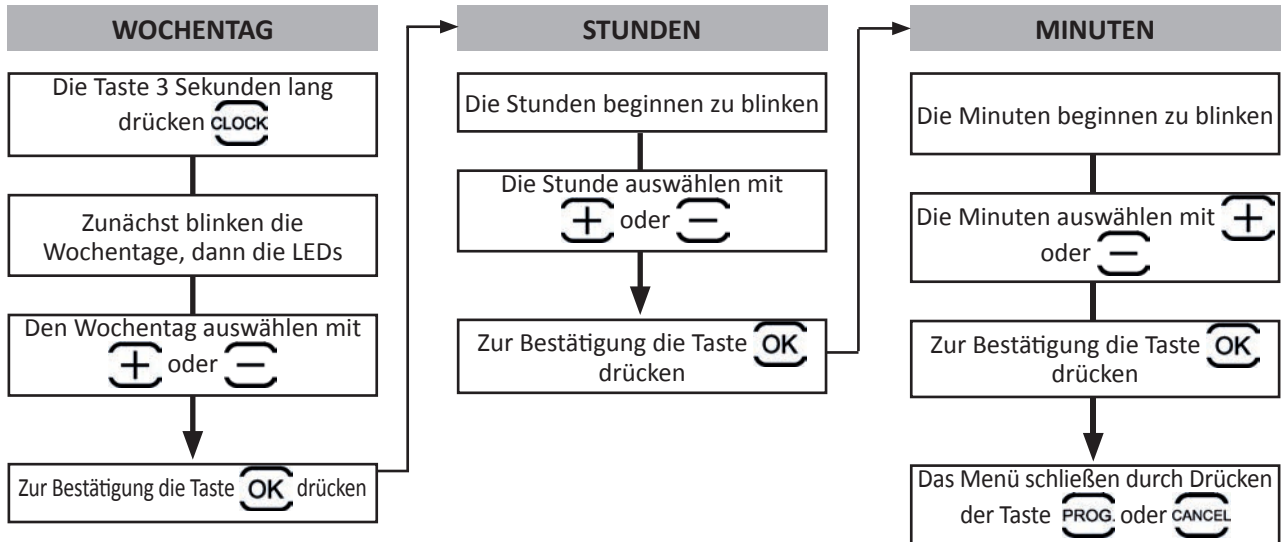 WOCHENTAG
Die Taste 3 Sekunden lang
drücken CLOCK
Zunächst blinken die
Wochentage, dann die LEDs
Den Wochentag auswählen mit
+ oder −
Zur Bestätigung die Taste OK drücken
STUNDEN
Die Stunden beginnen zu blinken
Die Stunde auswählen mit
+ oder −
Zur Bestätigung die Taste OK
drücken
MINUTEN
Die Minuten beginnen zu blinken
Die Minuten auswählen mit +
oder −
Zur Bestätigung die Taste OK
drücken
Das Menü schließen durch Drücken
der Taste PROG. oder CANCEL